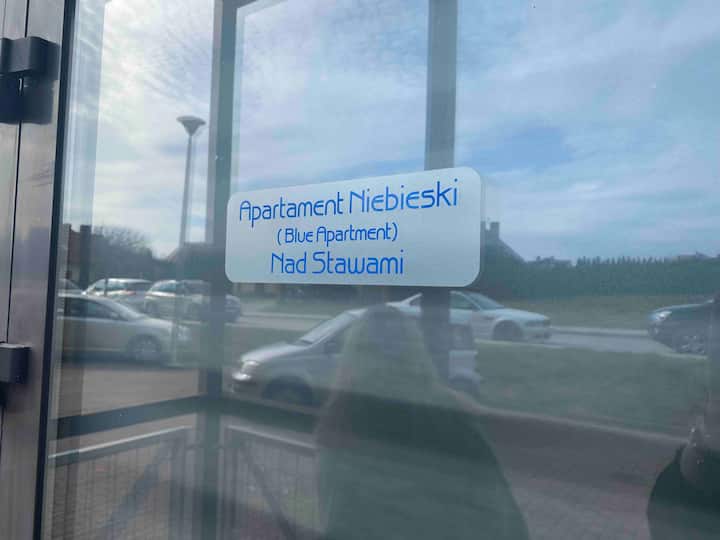 Apartament Niebieski
( Blue Apartment)
Nad Stawami